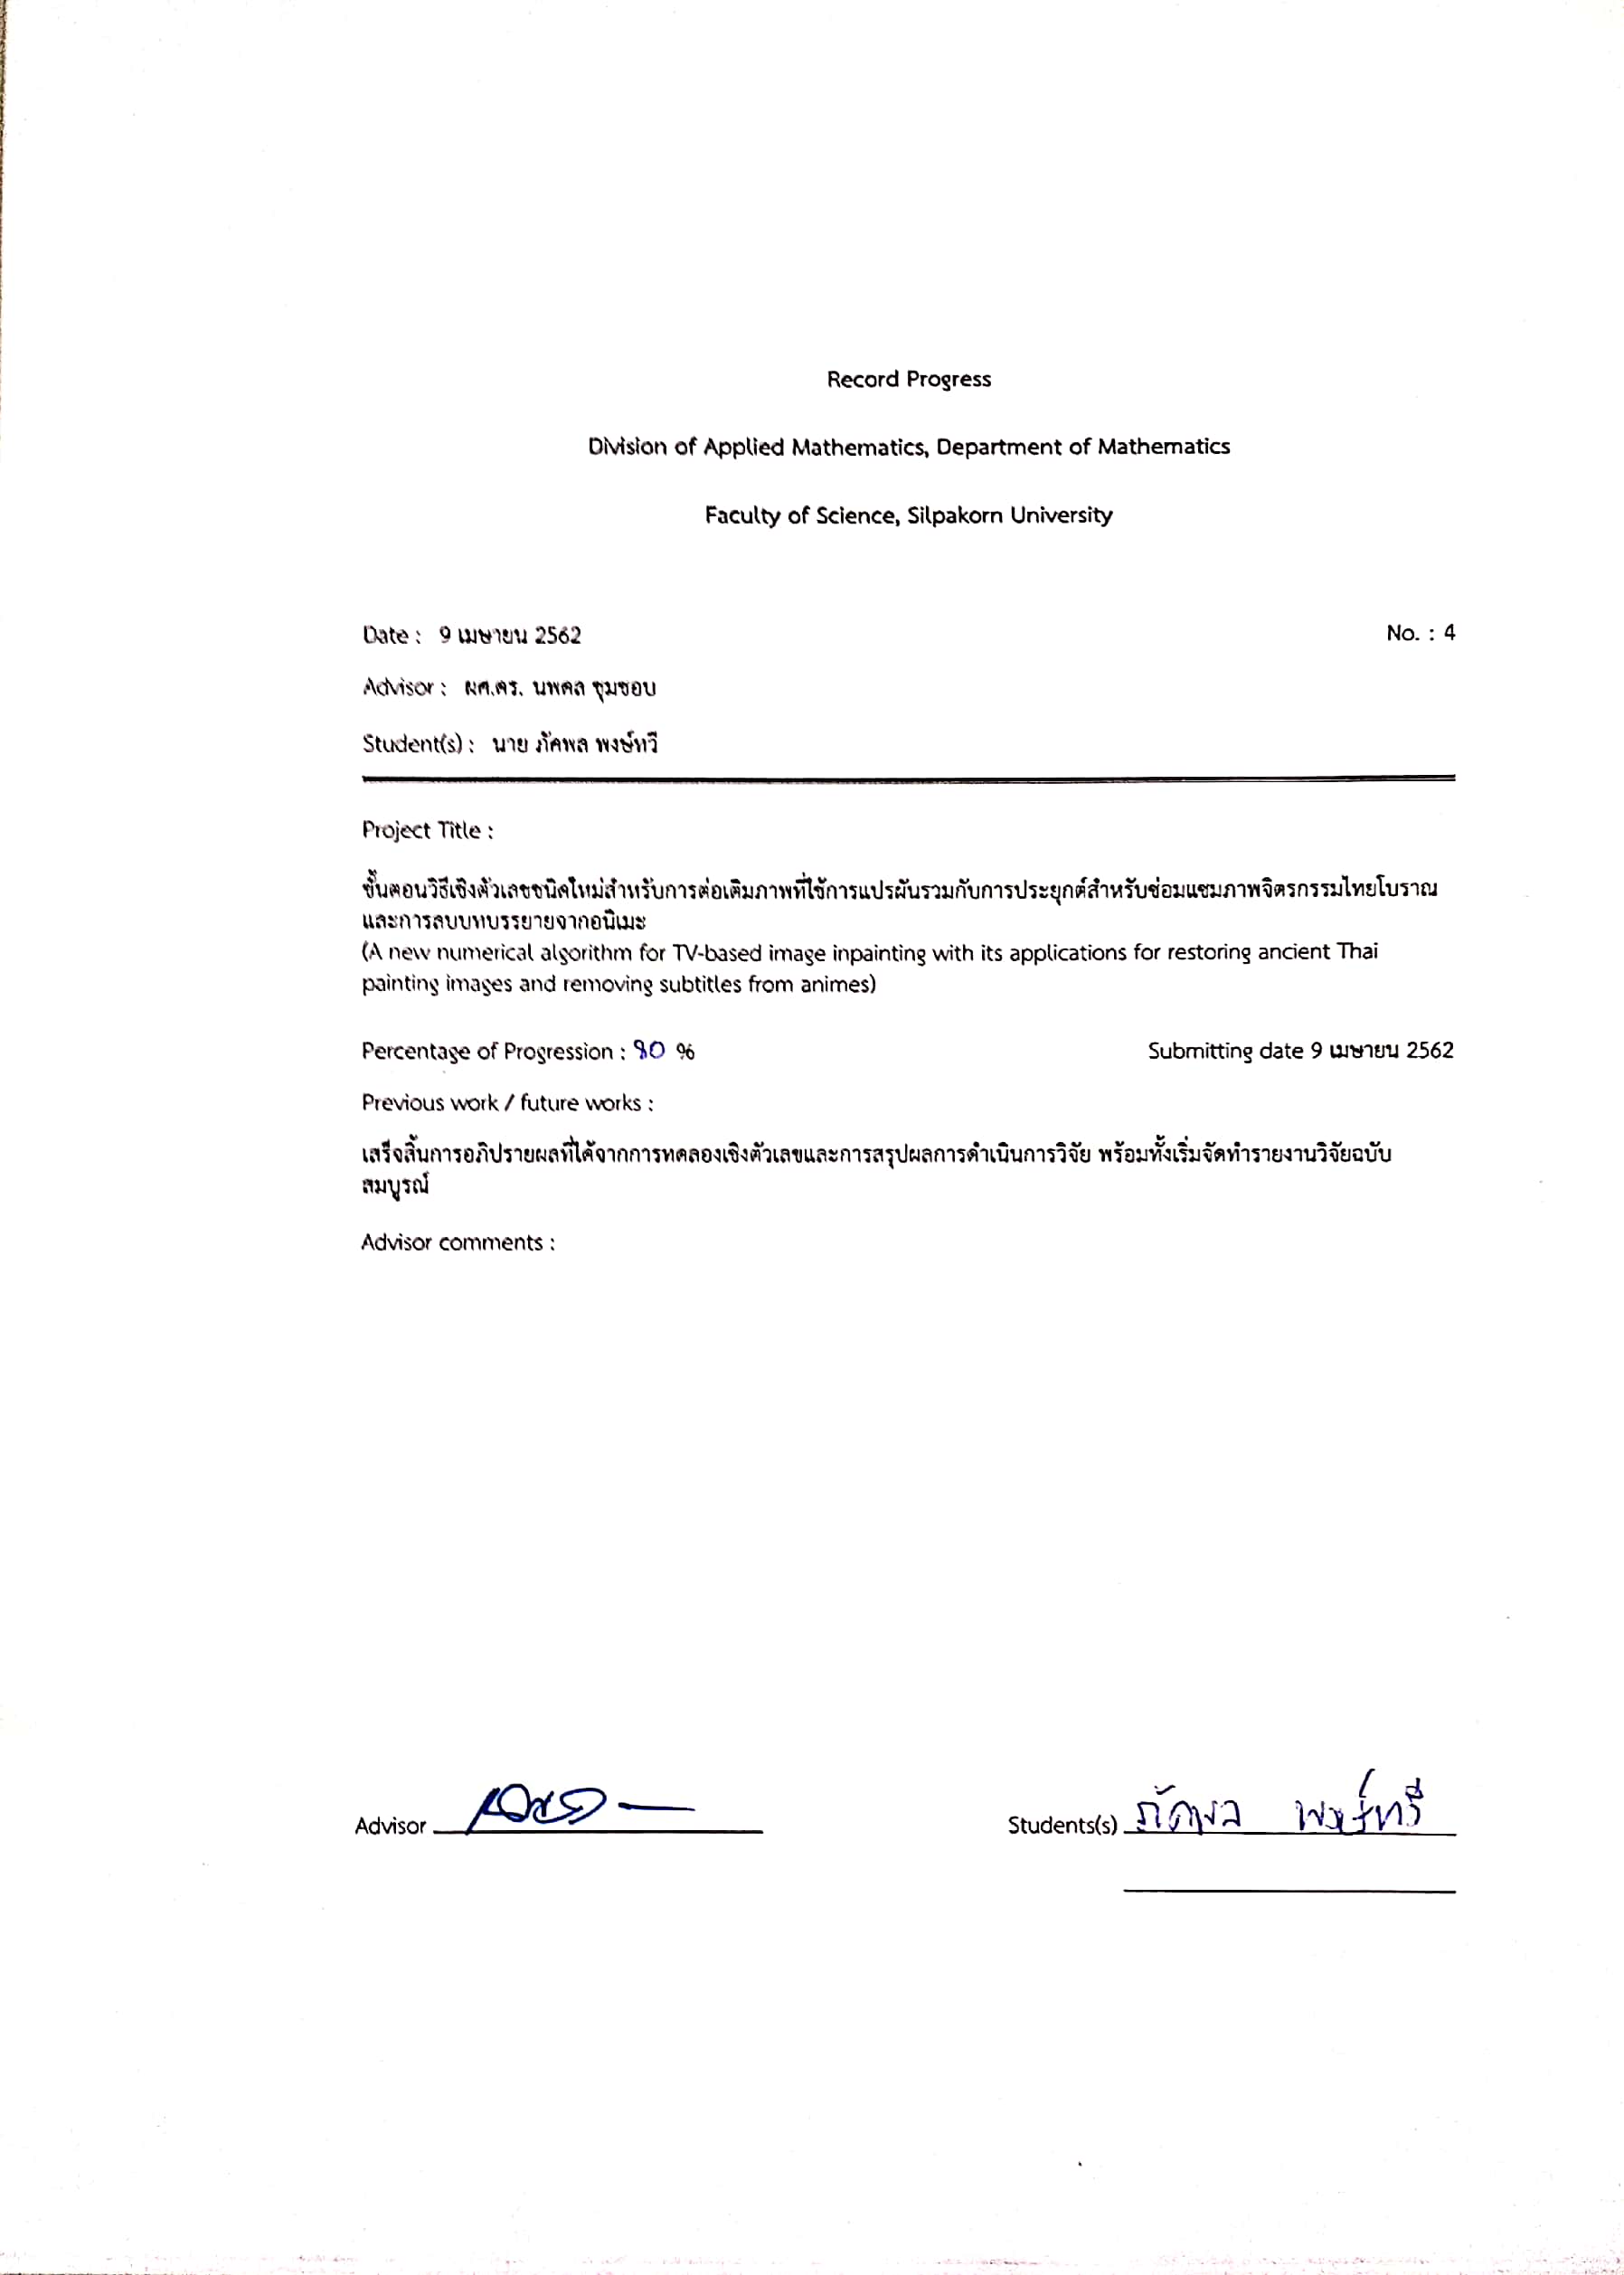 Record Progress
Division of Applied Mathematics, Department of Mathematics
Faculty of Science, Silpakorn University
Date : 9 เมษายน 2562 No. : 4
Advisor : ผศ.ดร. นพดล ชุมชอบ
Student(s) : นาย ภัคพล พงษ์ทวี
Project Title :
ขั้นตอนวิธีเชิงตัวเลขชนิดใหม่สำหรับการต่อเติมภาพที่ใช้การแปรผันรวมกับการประยุกต์สำหรับซ่อมแซมภาพจิตรกรรมไทยโบราณ
และการลบบทบรรยายจากอนิเมะ
(A new numerical algorithm for TV-based image inpainting with its applications for restoring ancient Thai
painting images and removing subtitles from animes)
Percentage of Progression : 90 % Submitting date 9 เมษายน 2562
Previous work / future works :
เสร็จสิ้นการอภิปรายผลที่ได้จากการทดลองเชิงตัวเลขและการสรุปผลการดำเนินการวิจัย พร้อมทั้งเริ่มจัดทำรายงานวิจัยฉบับ
สมบูรณ์
Advisor comments :
Advisor Students(s) ภัคพล พงษ์ทวี